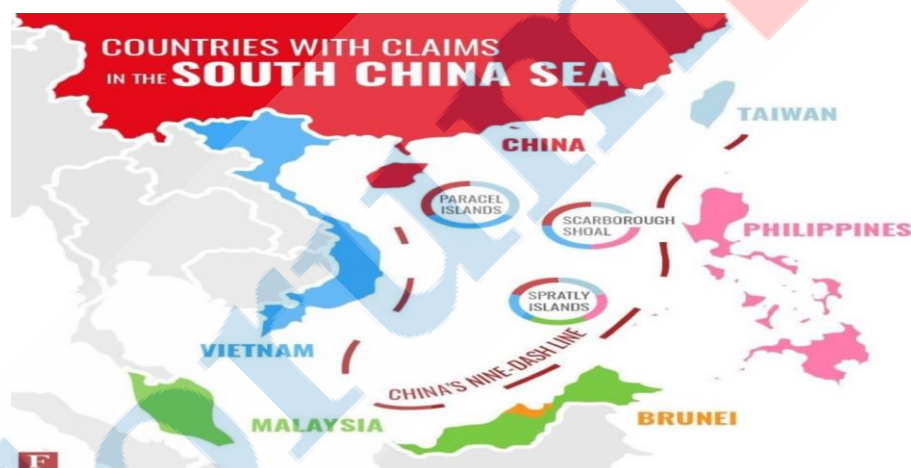 COUNTRIES WITH CLAIMS
IN THE SOUTH CHINA SEA
TAIWAN
CHINA
PARACEL
ISLANDS
SCARBOROUGH
SHOAL
PHILIPPINES
SPRATLY
ISLANDS
VIETNAM
CHINA'S NINE-DASH LINE
MALAYSIA
BRUNEI
F